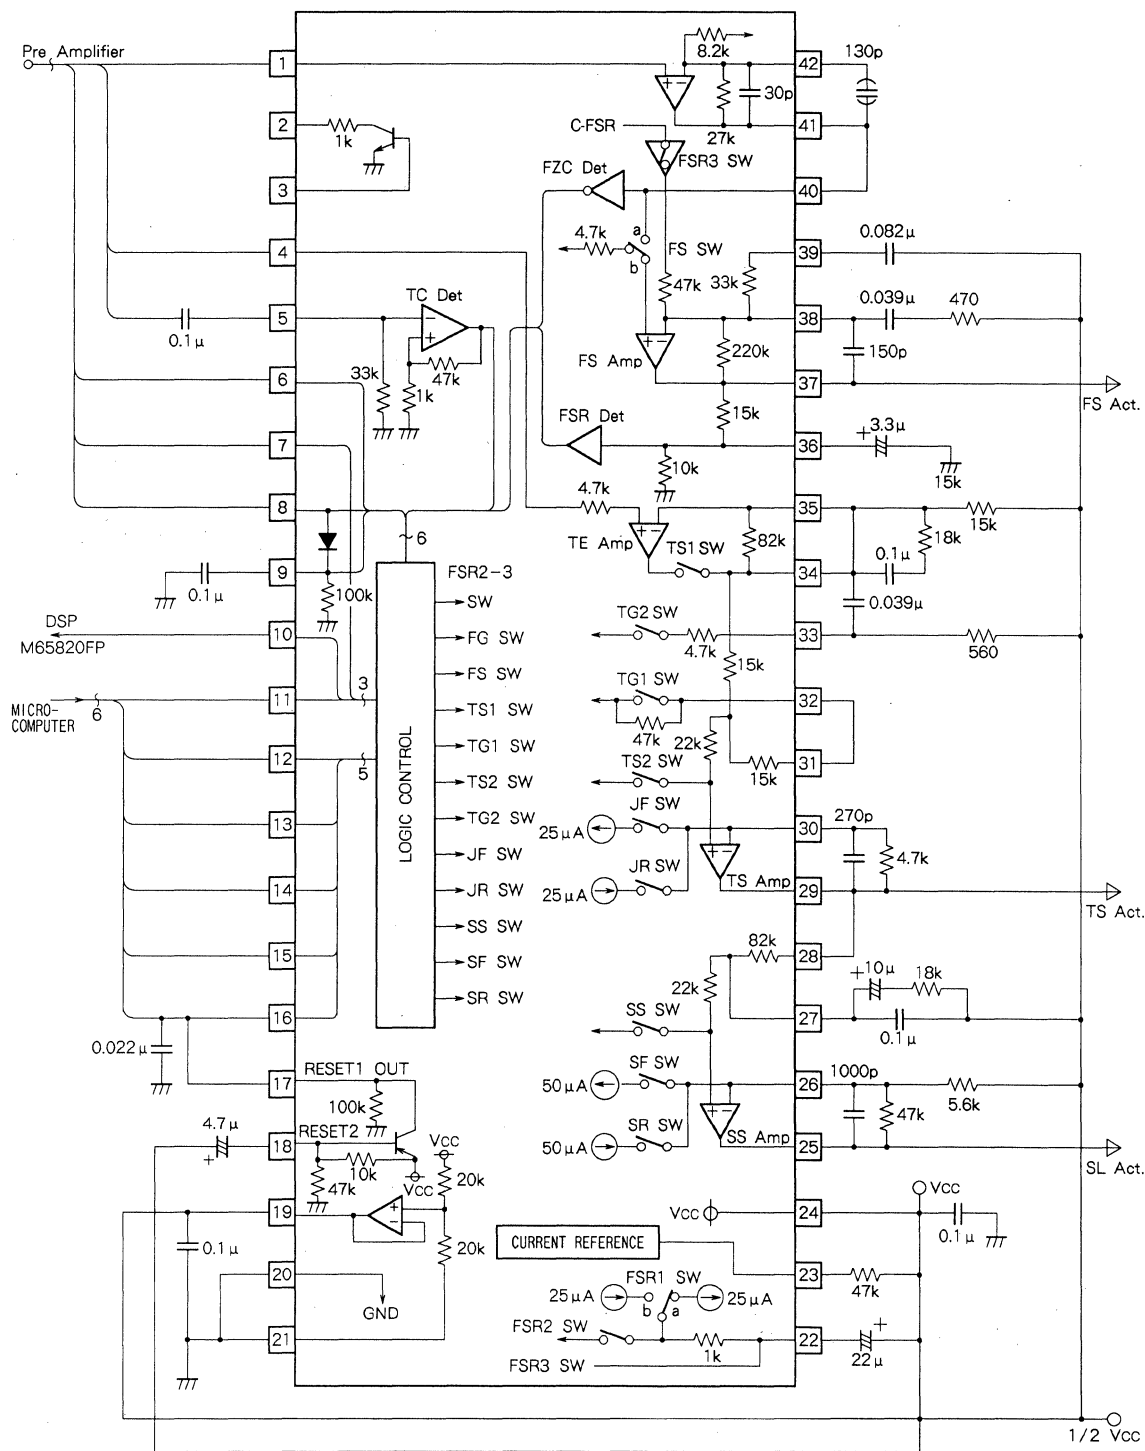 Pre Amplifier
1
2
1k
3
4
5
0.1μ
6
7
8
9
0.1μ
100k
DSP
M65820FP
10
MICRO-
COMPUTER
6
11
3
12
5
13
14
15
16
0.022μ
17
RESET1 OUT
100k
4.7μ
+
18
RESET2
10k
47k
Vcc
Vcc
20k
19
+
−
0.1μ
20k
20
GND
21
TC Det
−
+
33k
1k
47k
6
LOGIC CONTROL
FSR2-3
SW
FG SW
FS SW
TS1 SW
TG1 SW
TS2 SW
TG2 SW
JF SW
JR SW
SS SW
SF SW
SR SW
8.2k
+−
27k
30p
42
130p
41
C-FSR
FSR3 SW
FZC Det
40
4.7k
a
b
FS SW
47k
33k
39
0.082μ
38
0.039μ
470
150p
+−
FS Amp
220k
37
FS Act.
15k
FSR Det
36
+
3.3μ
15k
10k
4.7k
+−
TE Amp
TS1 SW
82k
35
15k
18k
0.1μ
34
0.039μ
TG2 SW
4.7k
33
560
15k
TG1 SW
47k
32
22k
15k
31
TS2 SW
JF SW
25μA
30
270p
4.7k
+−
JR SW
25μA
TS Amp
29
TS Act.
82k
28
22k
+
10μ
18k
27
0.1μ
SS SW
SF SW
50μA
26
1000p
5.6k
47k
+−
SR SW
50μA
SS Amp
25
SL Act.
Vcc
24
Vcc
0.1μ
CURRENT REFERENCE
23
47k
FSR1 SW
25μA
b
a
25μA
FSR2 SW
1k
22
+
22μ
FSR3 SW
1/2 Vcc